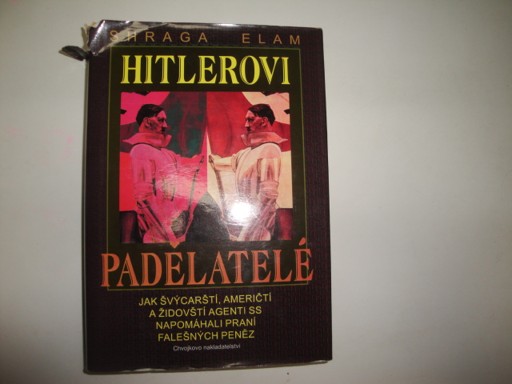 SHRAGA ELAM
HITLEROVI
PADĚLATELÉ
JAK ŠVÝCARŠTÍ, AMERIČTÍ
A ŽIDOVŠTÍ AGENTI SS
NAPOMÁHALI PRANÍ
FALEŠNÝCH PENĚZ
Chvojkovo nakladatelství